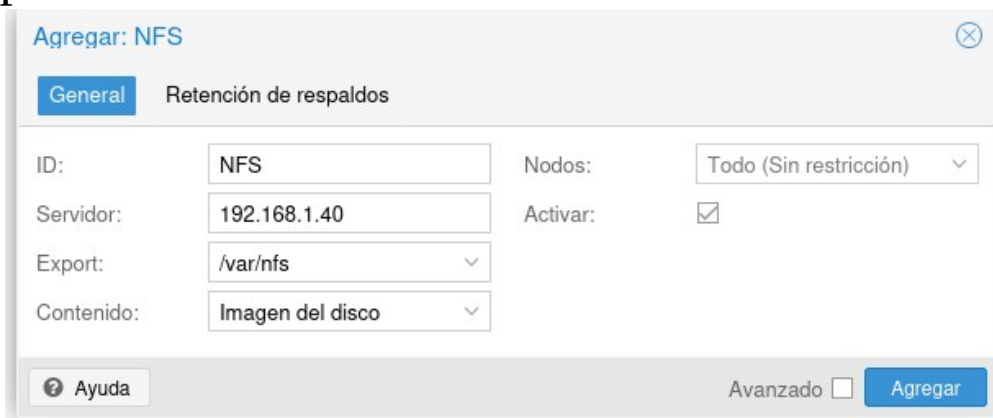 Agregar: NFS
General Retención de respaldos
ID: NFS Nodos: Todo (Sin restricción)
Servidor: 192.168.1.40 Activar:
Export: /var/nfs
Contenido: Imagen del disco
Ayuda Avanzado Agregar